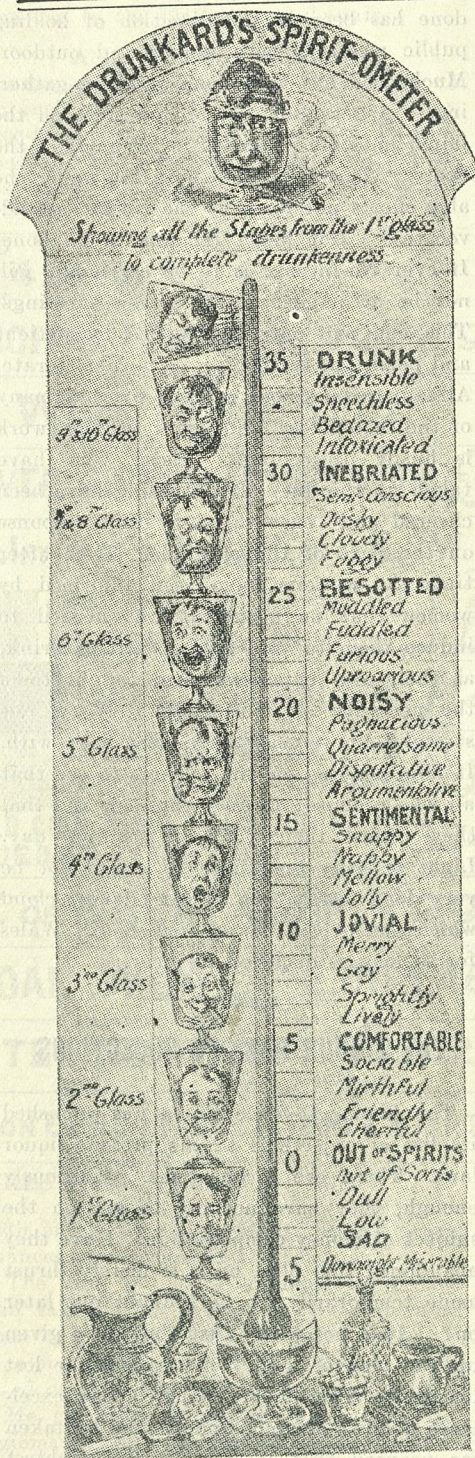 THE DRUNKARD'S SPIRIT-OMETER
Showing all the Stages from the 1st glass
to complete drunkenness
35 DRUNK
Insensible
Speechless
Bedazed
9th & 10th Glass
Intoxicated
30 INEBRIATED
Semi-Conscious
7th & 8th Glass
Dusky
Cloudy
Foggy
25 BESOTTED
Muddled
6th Glass
Fuddled
Furious
Uproarious
20 NOISY
Pugnacious
5th Glass
Quarrelsome
Disputative
Argumentative
15 SENTIMENTAL
Snappy
4th Glass
Nappy
Mellow
Jolly
10 JOVIAL
Merry
3rd Glass
Gay
Sprightly
Lively
5 COMFORTABLE
Sociable
2nd Glass
Mirthful
Friendly
Cheerful
0 OUT OF SPIRITS
Out of Sorts
1st Glass
Dull
Low
SAD
5 Downright Miserable